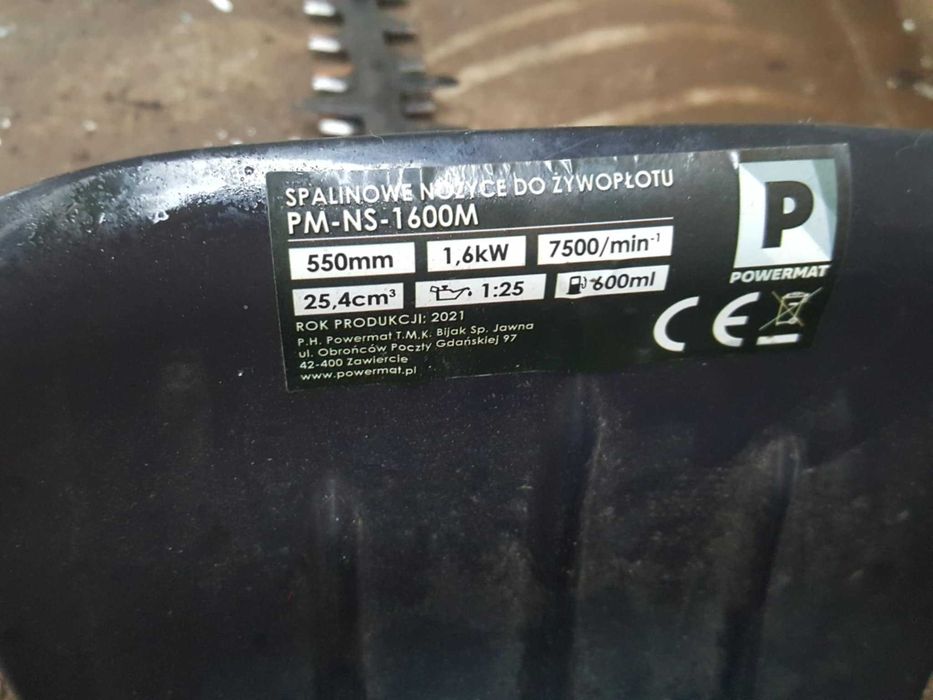 SPALINOWE NOŻYCE DO ŻYWOPŁOTU
PM-NS-1600M
550mm 1,6kW 7500/min⁻¹
25,4cm³ 1:25 600ml
ROK PRODUKCJI: 2021
P.H. Powermat T.M.K. Bijak Sp. Jawna
ul. Obrońców Poczty Gdańskiej 97
42-400 Zawiercie
www.powermat.pl
P
POWERMAT
CE